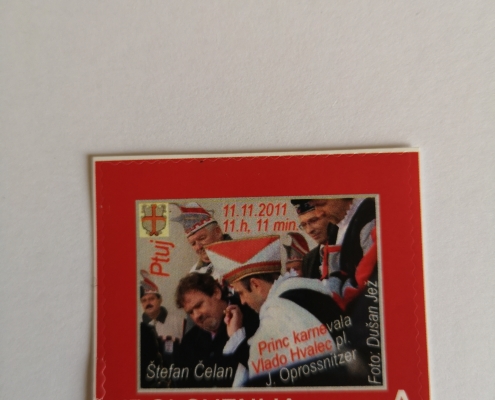 11.11.2011
11.h, 11 min.
Ptuj
Princ karnevala
Vlado Hvalec pl.
J. Oprossnitzer
Štefan Čelan
Foto: Dušan Jež
A